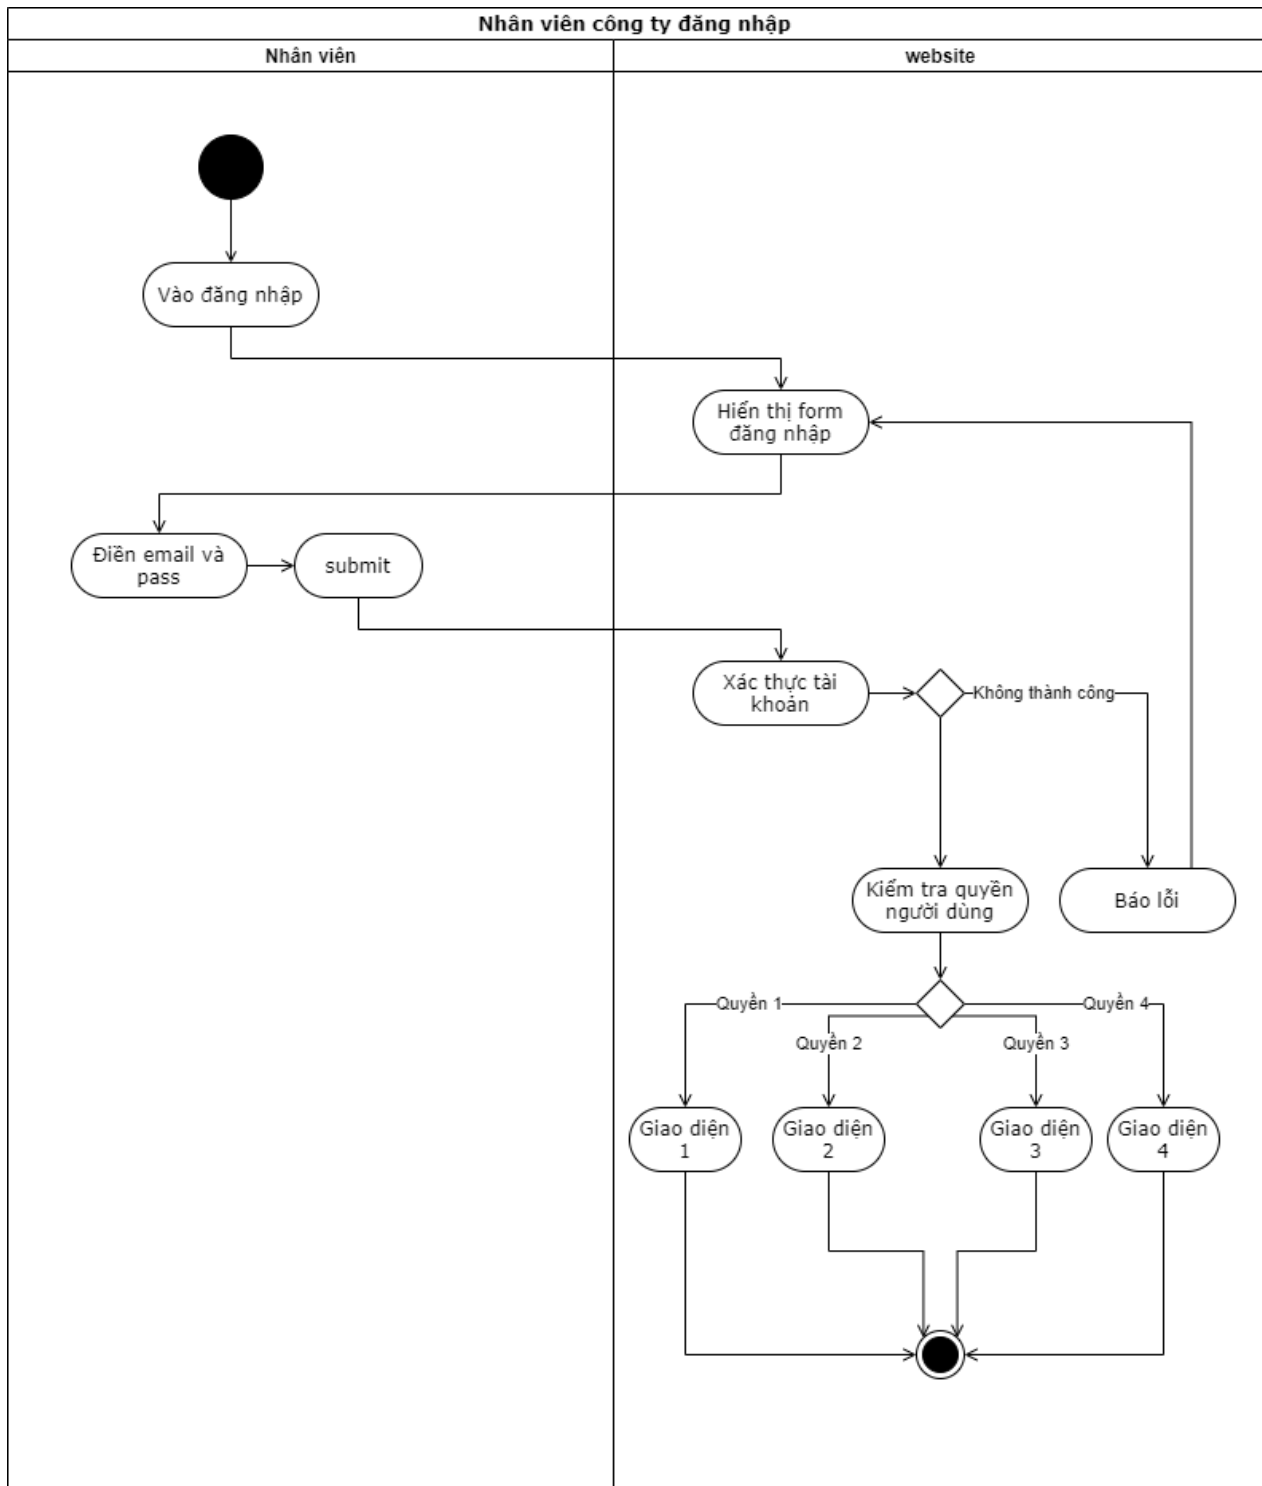 Nhân viên công ty đăng nhập
Nhân viên
website
Vào đăng nhập
Hiển thị form
đăng nhập
Điền email và
pass
submit
Xác thực tài
khoản
Không thành công
Kiểm tra quyền
người dùng
Báo lỗi
Quyền 1
Quyền 4
Quyền 2
Quyền 3
Giao diện
1
Giao diện
2
Giao diện
3
Giao diện
4